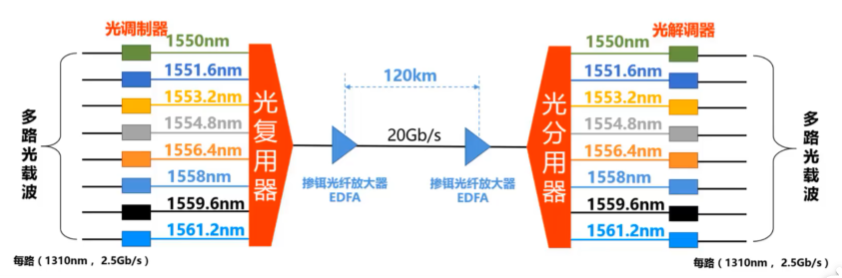 光调制器
1550nm
1551.6nm
1553.2nm
1554.8nm
1556.4nm
1558nm
1559.6nm
1561.2nm
多路光载波
每路（1310nm ，2.5Gb/s）
光复用器
120km
20Gb/s
掺铒光纤放大器
EDFA
掺铒光纤放大器
EDFA
光分用器
光解调器
1550nm
1551.6nm
1553.2nm
1554.8nm
1556.4nm
1558nm
1559.6nm
1561.2nm
多路光载波
每路（1310nm ，2.5Gb/s）